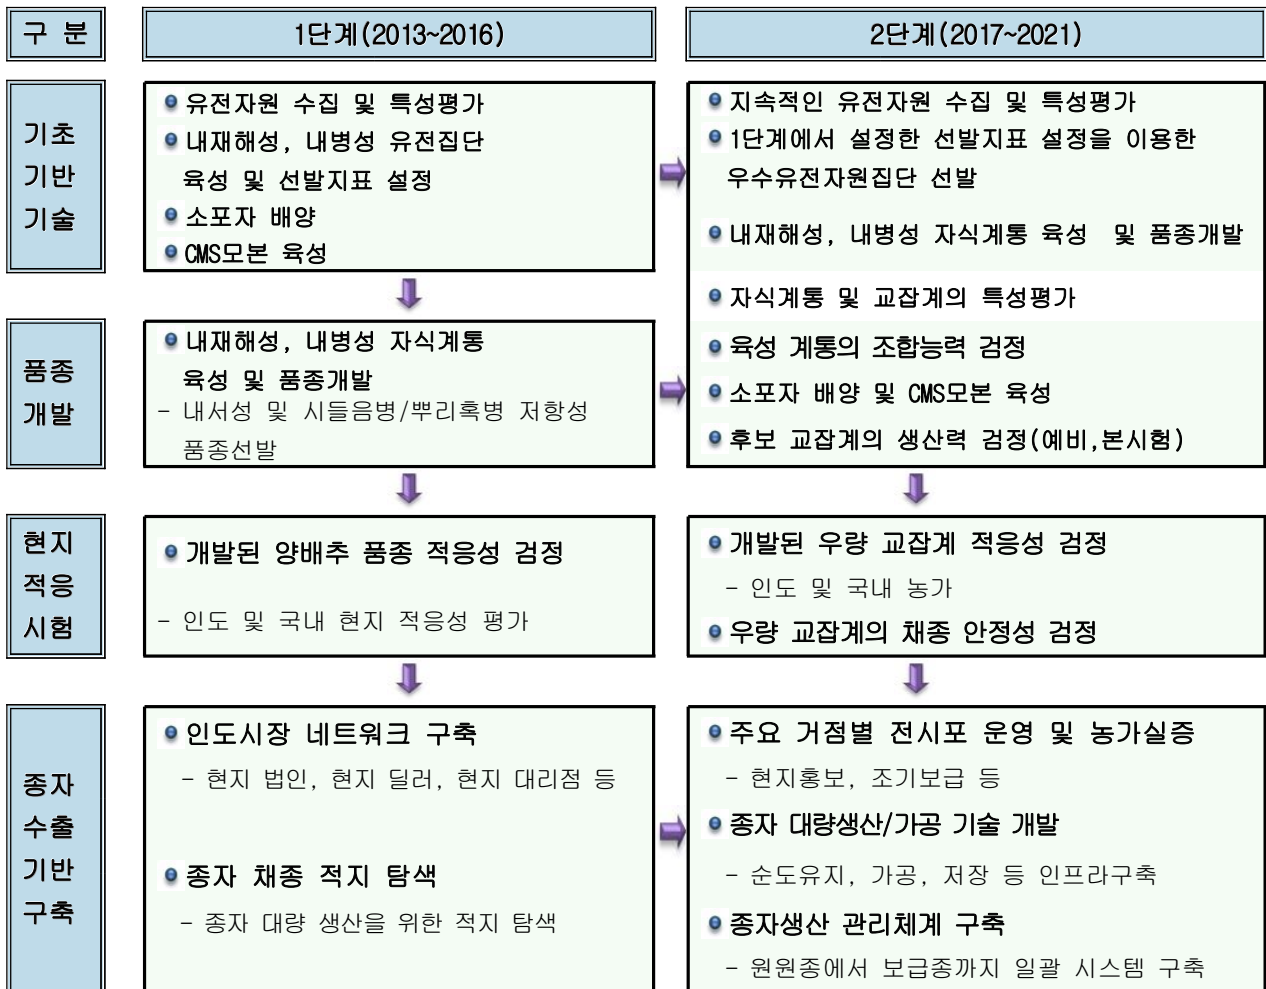 구 분
1단계(2013~2016)
2단계(2017~2021)
기초
기반
기술
유전자원 수집 및 특성평가
내재해성, 내병성 유전집단
육성 및 선발지표 설정
소포자 배양
CMS모본 육성
지속적인 유전자원 수집 및 특성평가
1단계에서 설정한 선발지표 설정을 이용한
우수유전자원집단 선발
내재해성, 내병성 자식계통 육성 및 품종개발
자식계통 및 교잡계의 특성평가
육성 계통의 조합능력 검정
소포자 배양 및 CMS모본 육성
후보 교잡계의 생산력 검정(예비,본시험)
품종
개발
내재해성, 내병성 자식계통
육성 및 품종개발
- 내서성 및 시들음병/뿌리혹병 저항성
품종선발
현지
적응
시험
개발된 양배추 품종 적응성 검정
- 인도 및 국내 현지 적응성 평가
개발된 우량 교잡계 적응성 검정
- 인도 및 국내 농가
우량 교잡계의 채종 안정성 검정
종자
수출
기반
구축
인도시장 네트워크 구축
- 현지 법인, 현지 딜러, 현지 대리점 등
종자 채종 적지 탐색
- 종자 대량 생산을 위한 적지 탐색
주요 거점별 전시포 운영 및 농가실증
- 현지홍보, 조기보급 등
종자 대량생산/가공 기술 개발
- 순도유지, 가공, 저장 등 인프라구축
종자생산 관리체계 구축
- 원원종에서 보급종까지 일괄 시스템 구축